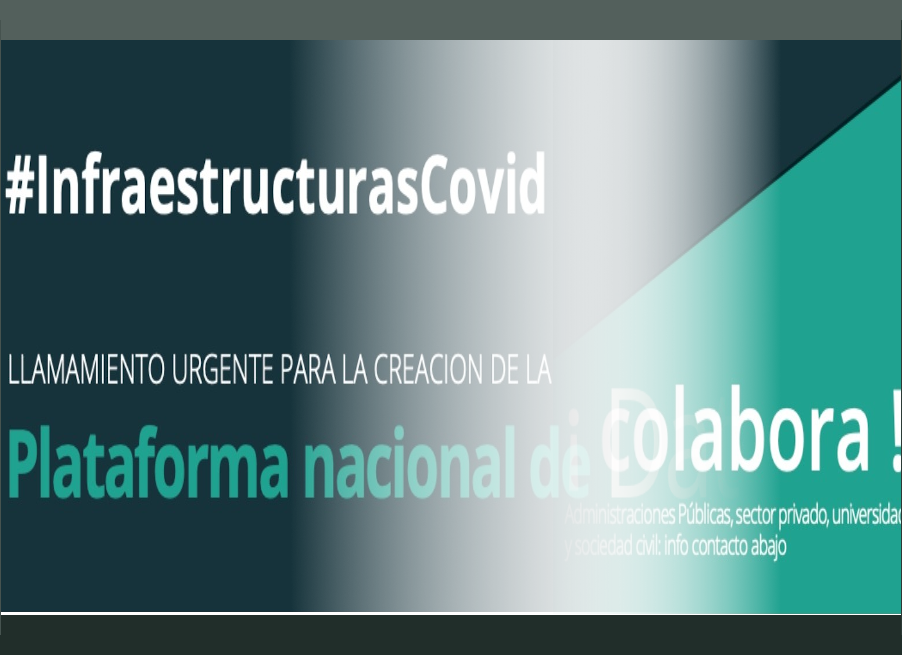 #InfraestructurasCovid
LLAMAMIENTO URGENTE PARA LA CREACION DE LA
Plataforma nacional de
colabora !
Administraciones Públicas, sector privado, universidad
y sociedad civil: info contacto abajo